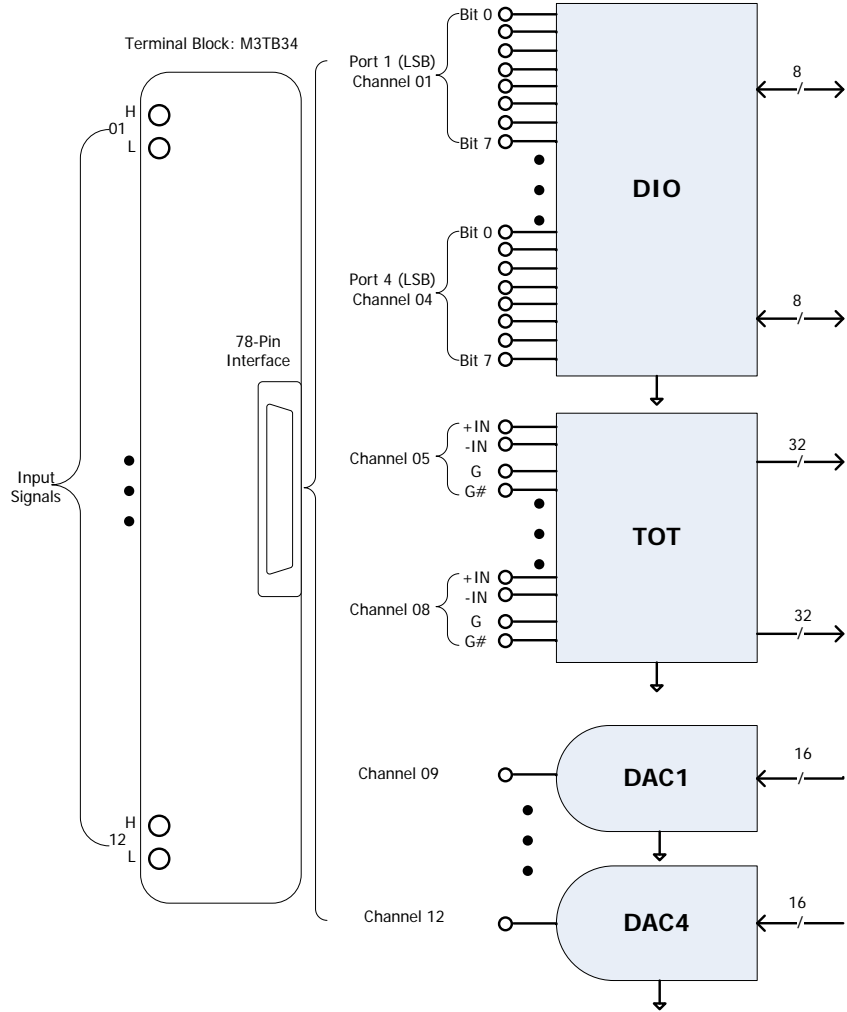 Terminal Block: M3TB34
H
01
L
Input
Signals
78-Pin
Interface
H
12
L
Port 1 (LSB)
Channel 01
Bit 0
Bit 7
DIO
8
Port 4 (LSB)
Channel 04
Bit 0
Bit 7
8
Channel 05
+IN
-IN
G
G#
TOT
32
Channel 08
+IN
-IN
G
G#
32
Channel 09
DAC1
16
Channel 12
DAC4
16